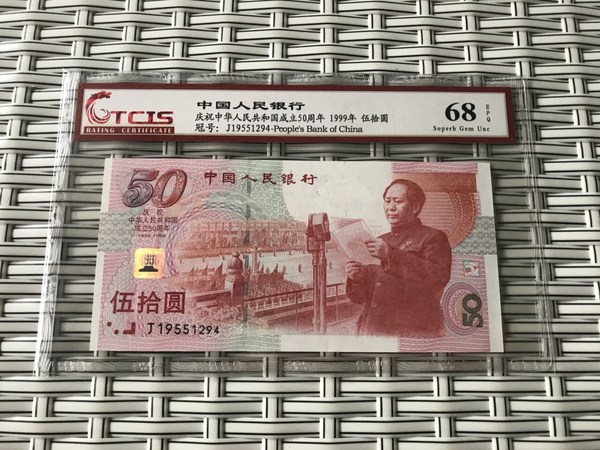 TCIS
RATING CERTIFICATE
中国人民银行
庆祝中华人民共和国成立50周年 1999年 伍拾圆
冠号: J19551294-People's Bank of China
68 EPQ
Superb Gem Unc
50
中国人民银行
庆祝
中华人民共和国
成立50周年
1949-1999
伍拾圆
J19551294
50